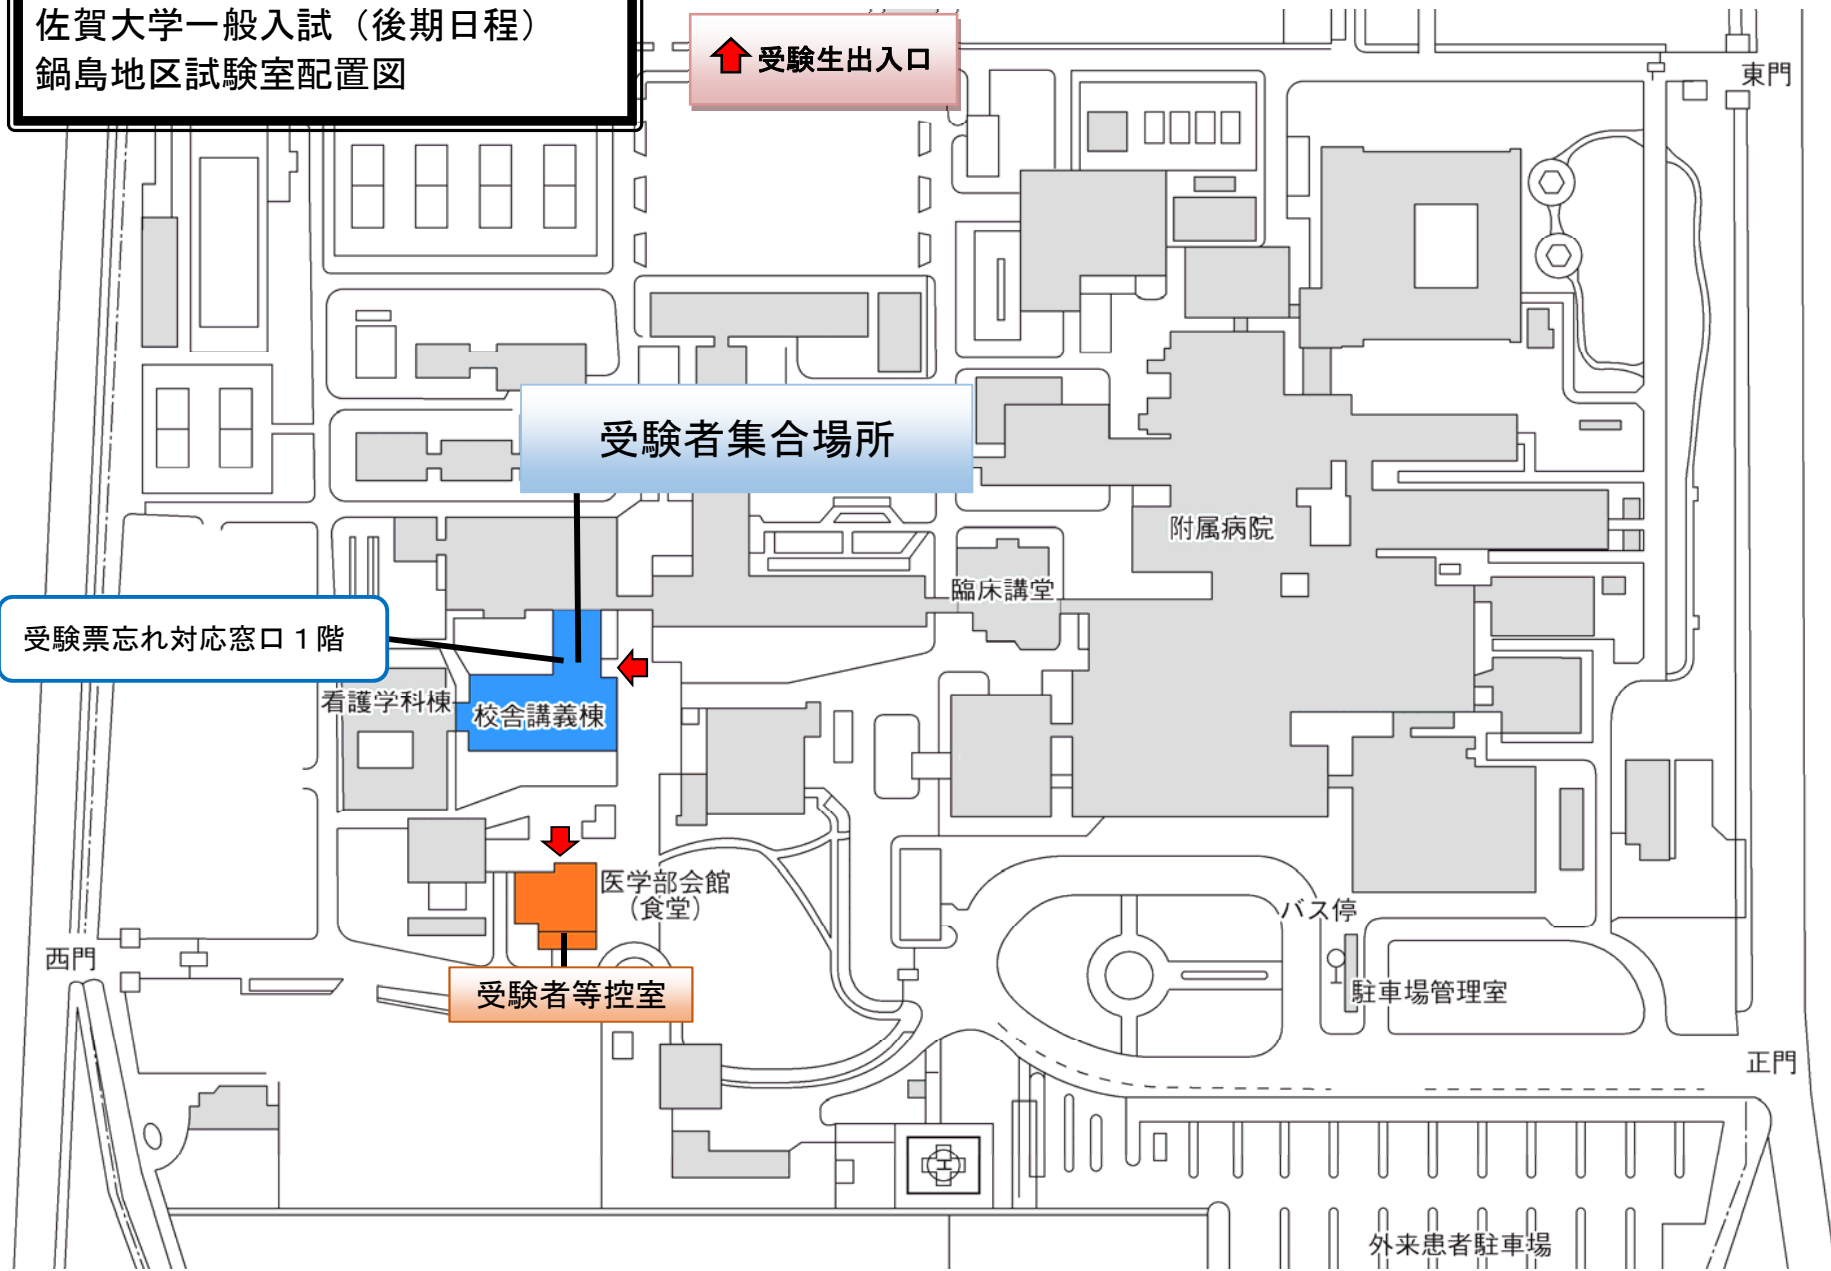 佐賀大学一般入試（後期日程）
鍋島地区試験室配置図
受験生出入口
東門
受験者集合場所
附属病院
臨床講堂
受験票忘れ対応窓口１階
看護学科棟
校舎講義棟
医学部会館
（食堂）
バス停
西門
受験者等控室
駐車場管理室
正門
外来患者駐車場